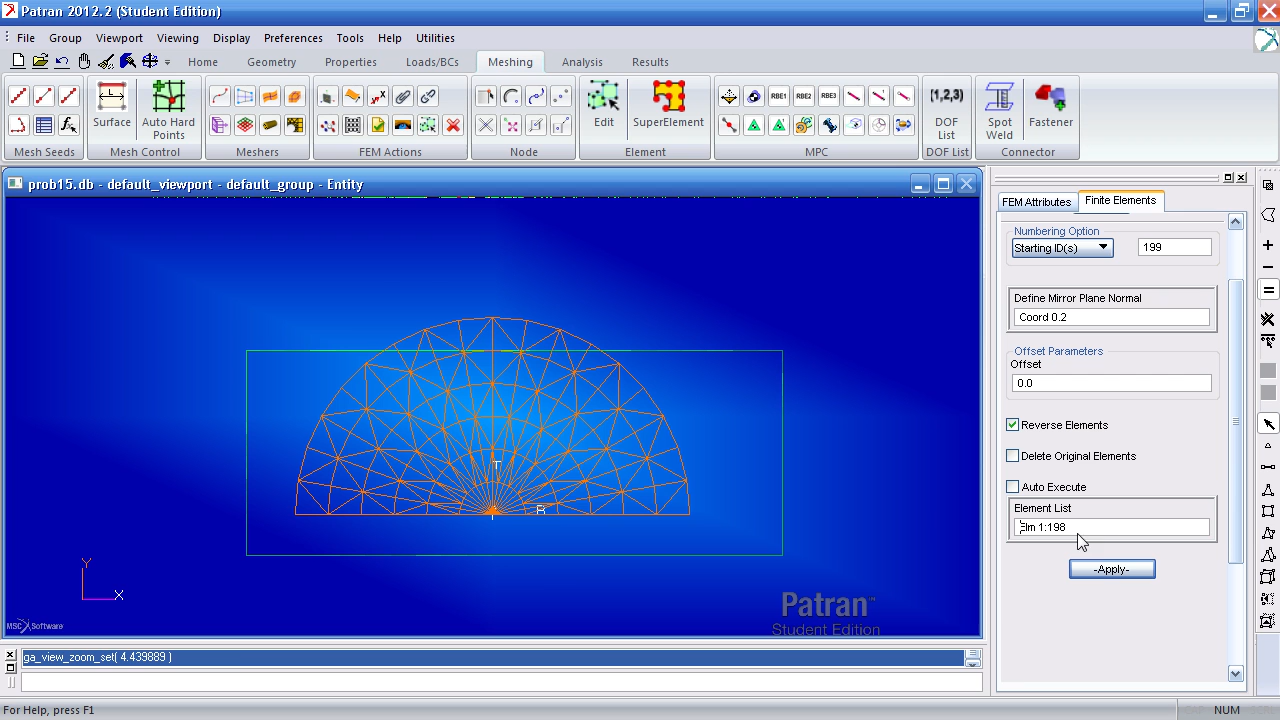 Patran 2012.2 (Student Edition)
File Group Viewport Viewing Display Preferences Tools Help Utilities
Home Geometry Properties Loads/BCs Meshing Analysis Results
RBE1 RBE2 RBE3
(1,2,3)
Surface Auto Hard Points Edit SuperElement DOF List Spot Weld Fastener
Mesh Seeds Mesh Control Meshers FEM Actions Node Element MPC DOF List Connector
prob15.db - default_viewport - default_group - Entity
T
R
Y
X
MSC Software
Patran™
Student Edition
FEM Attributes Finite Elements
Numbering Option
Starting ID(s) 199
Define Mirror Plane Normal
Coord 0.2
Offset Parameters
Offset
0.0
Reverse Elements
Delete Original Elements
Auto Execute
Element List
Elm 1:198
-Apply-
ga_view_zoom_set( 4.439889 )
For Help, press F1
NUM